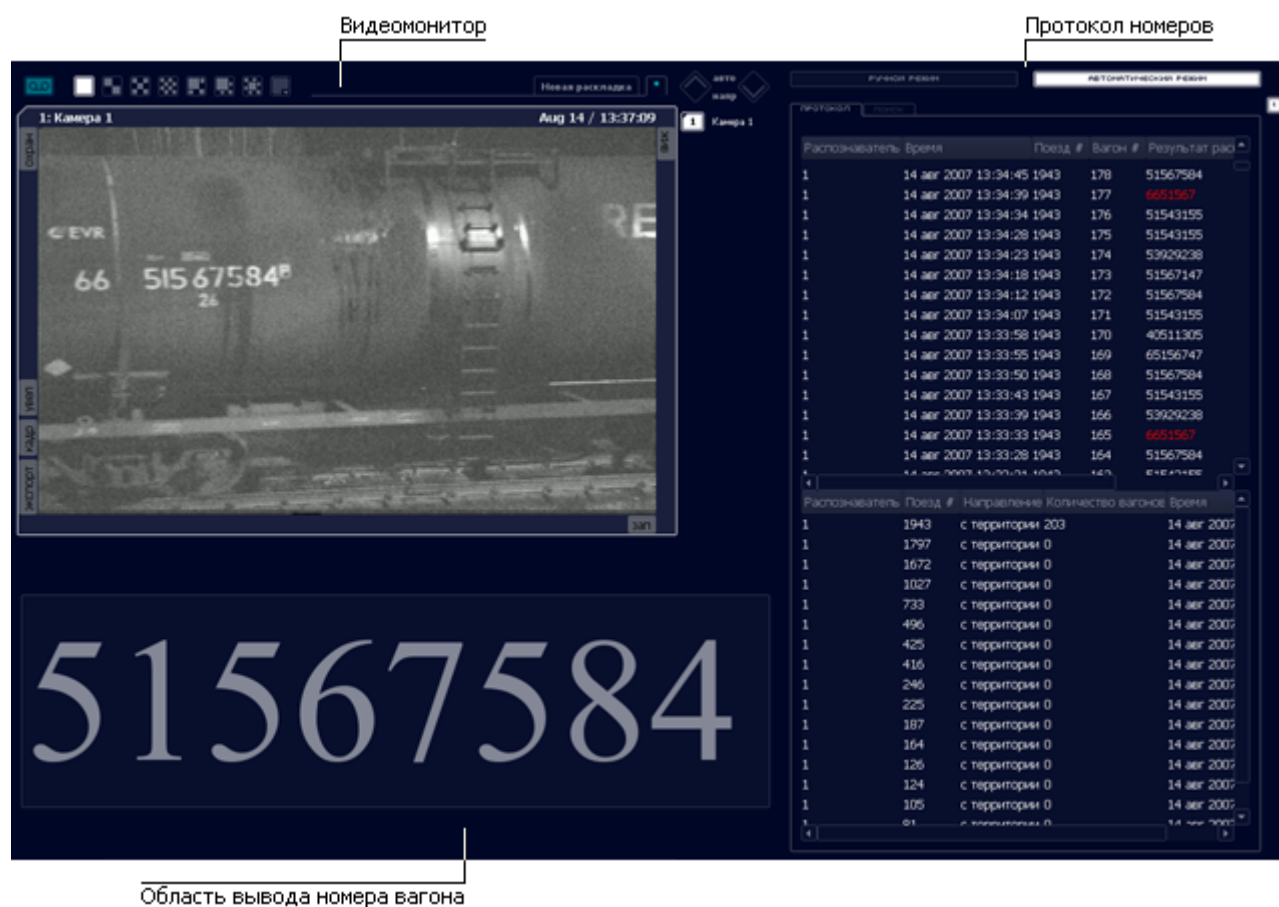 Видеомонитор
Протокол номеров
Новая раскладка
авто
напр
РУЧНОЙ РЕЖИМ
АВТОМАТИЧЕСКИЙ РЕЖИМ
1: Камера 1 Aug 14 / 13:37:09
1 Камера 1
1
охран
увел
кадр
экспорт
зап
EVR
RE
66 51567584
26
ПРОТОКОЛ ПОИСК
Распознаватель Время Поезд # Вагон # Результат рас
1 14 авг 2007 13:34:45 1943 178 51567584
1 14 авг 2007 13:34:39 1943 177 6651567
1 14 авг 2007 13:34:34 1943 176 51543155
1 14 авг 2007 13:34:28 1943 175 51543155
1 14 авг 2007 13:34:23 1943 174 53929238
1 14 авг 2007 13:34:18 1943 173 51567147
1 14 авг 2007 13:34:12 1943 172 51567584
1 14 авг 2007 13:34:07 1943 171 51543155
1 14 авг 2007 13:33:58 1943 170 40511305
1 14 авг 2007 13:33:55 1943 169 65156747
1 14 авг 2007 13:33:50 1943 168 51567584
1 14 авг 2007 13:33:43 1943 167 51543155
1 14 авг 2007 13:33:39 1943 166 53929238
1 14 авг 2007 13:33:33 1943 165 6651567
1 14 авг 2007 13:33:28 1943 164 51567584
Распознаватель Поезд # Направление Количество вагонов Время
1 1943 с территории 203 14 авг 2007
1 1797 с территории 0 14 авг 2007
1 1672 с территории 0 14 авг 2007
1 1027 с территории 0 14 авг 2007
1 733 с территории 0 14 авг 2007
1 496 с территории 0 14 авг 2007
1 425 с территории 0 14 авг 2007
1 416 с территории 0 14 авг 2007
1 246 с территории 0 14 авг 2007
1 225 с территории 0 14 авг 2007
1 187 с территории 0 14 авг 2007
1 164 с территории 0 14 авг 2007
1 126 с территории 0 14 авг 2007
1 124 с территории 0 14 авг 2007
1 105 с территории 0 14 авг 2007
51567584
Область вывода номера вагона